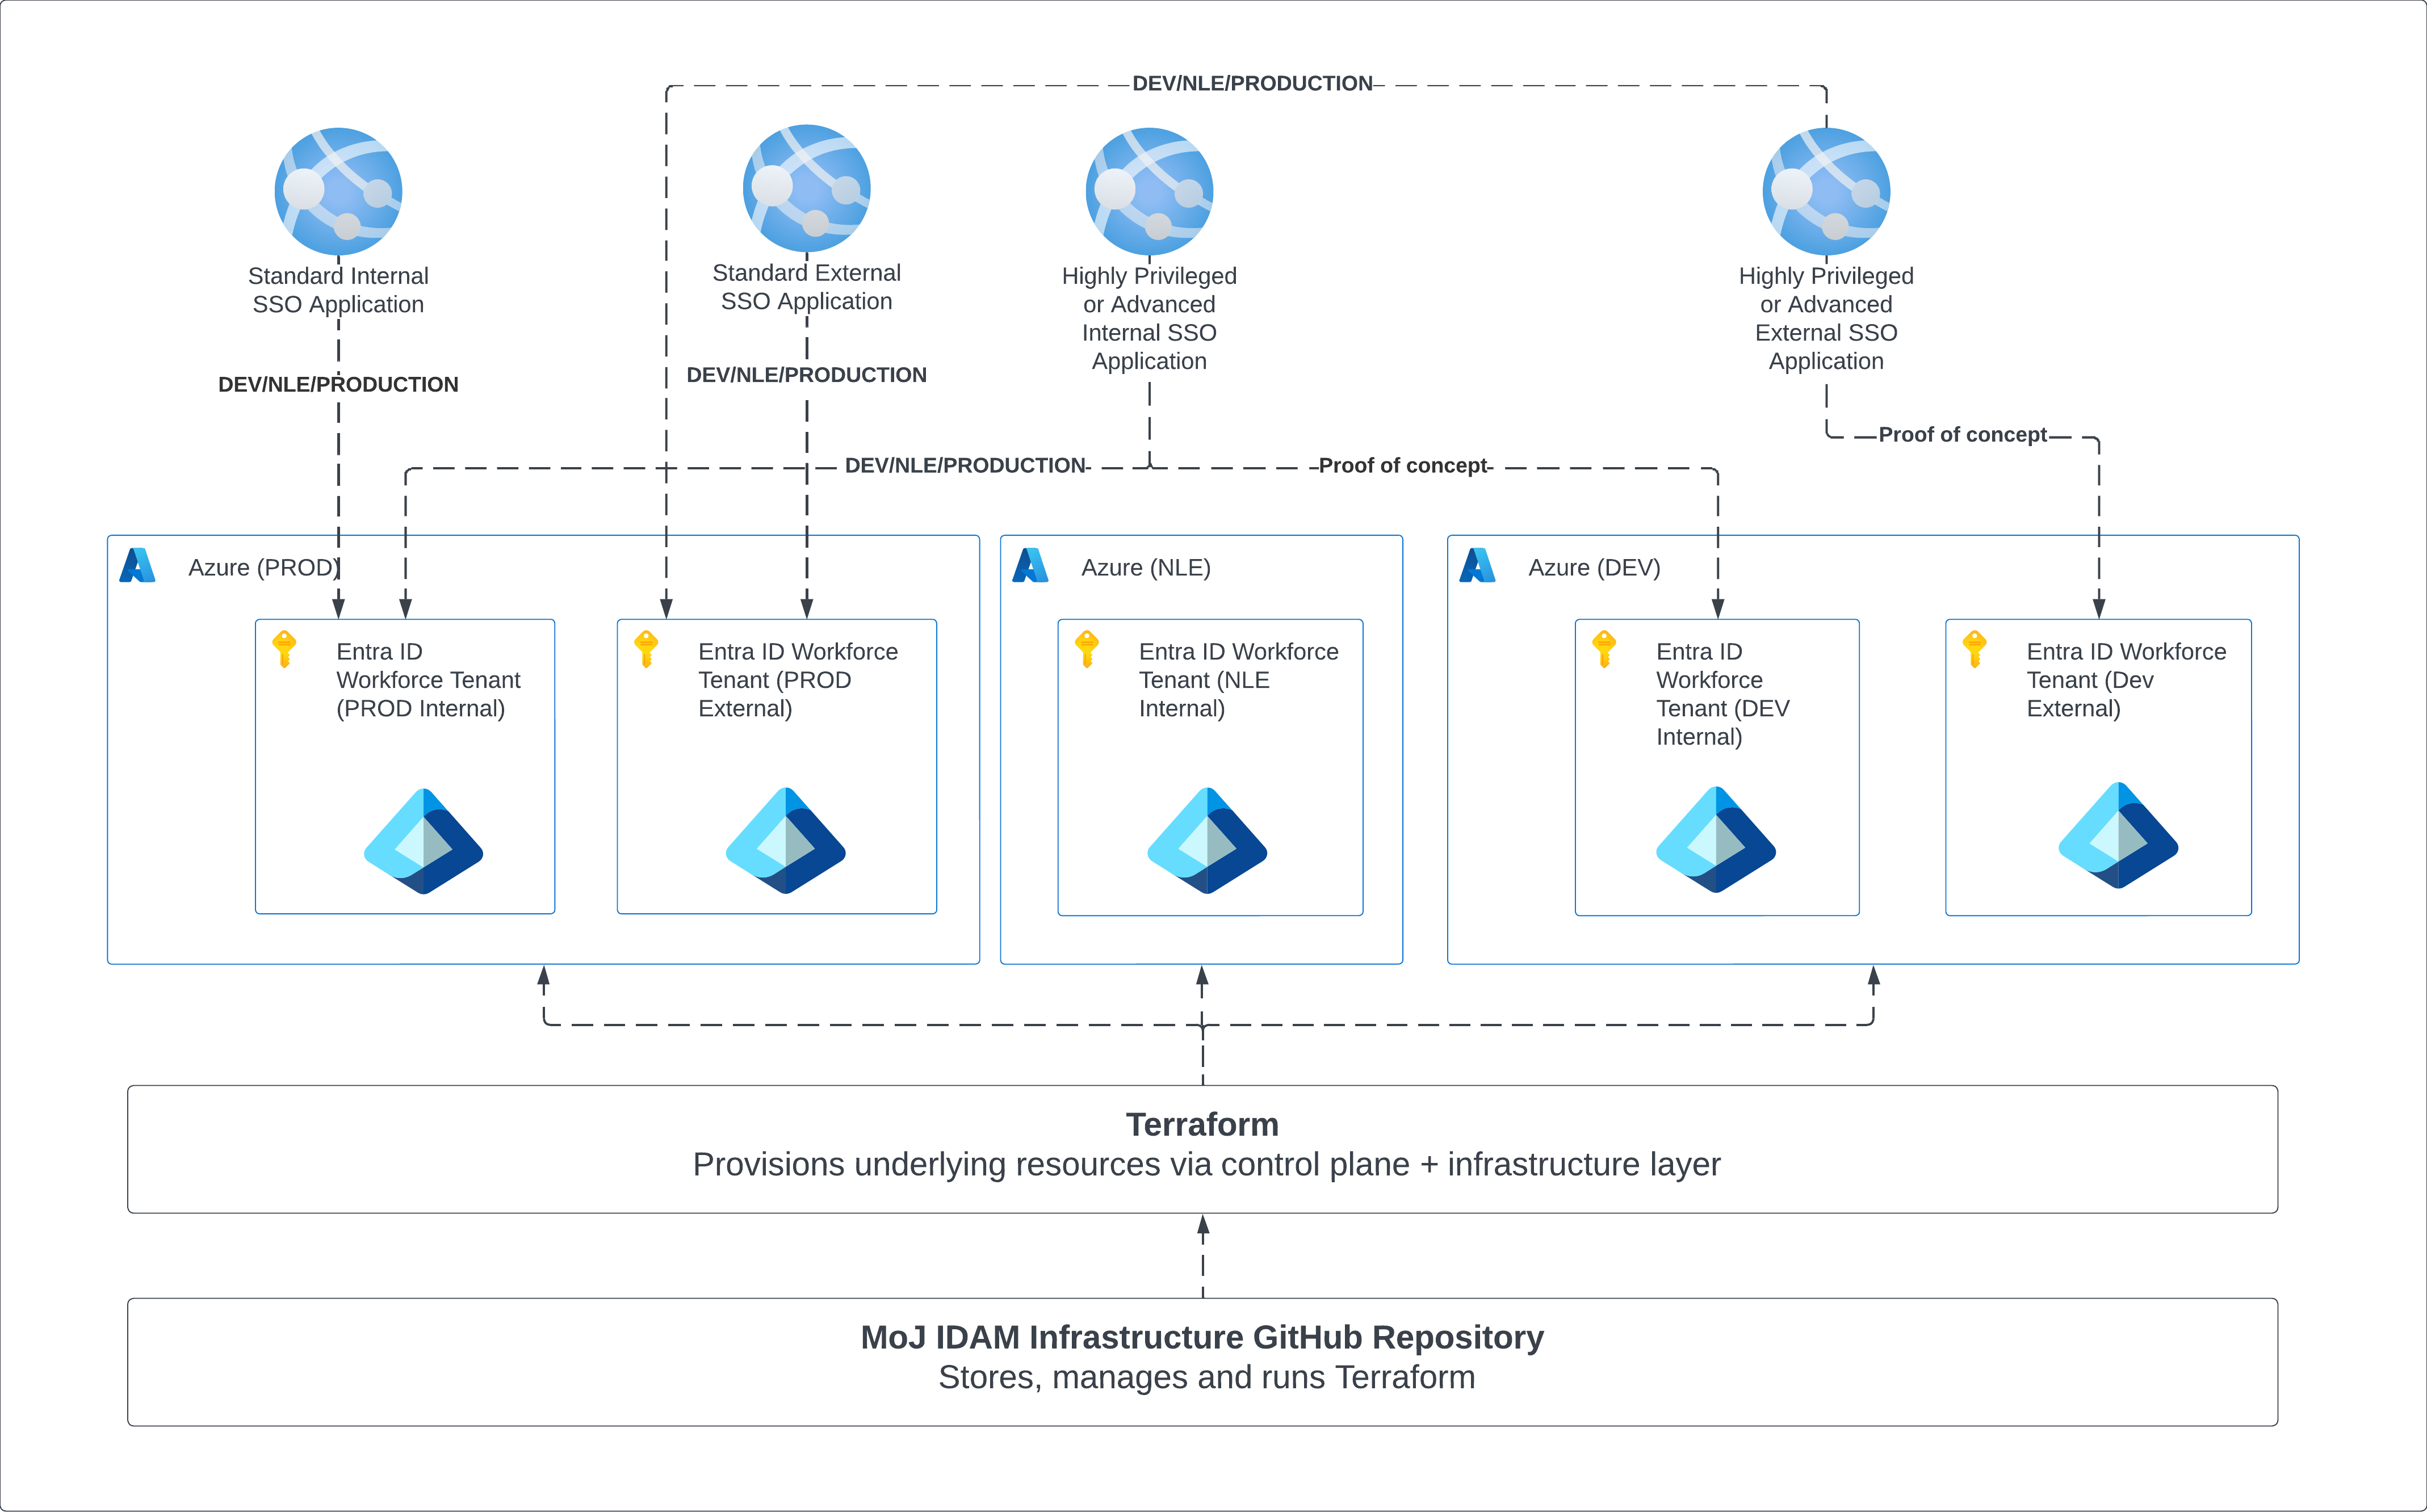 DEV/NLE/PRODUCTION
Standard Internal
SSO Application
Standard External
SSO Application
Highly Privileged
or Advanced
Internal SSO
Application
Highly Privileged
or Advanced
External SSO
Application
DEV/NLE/PRODUCTION
DEV/NLE/PRODUCTION
Proof of concept
DEV/NLE/PRODUCTION
Proof of concept
Azure (PROD)
Azure (NLE)
Azure (DEV)
Entra ID
Workforce Tenant
(PROD Internal)
Entra ID Workforce
Tenant (PROD
External)
Entra ID Workforce
Tenant (NLE
Internal)
Entra ID
Workforce
Tenant (DEV
Internal)
Entra ID Workforce
Tenant (Dev
External)
Terraform
Provisions underlying resources via control plane + infrastructure layer
MoJ IDAM Infrastructure GitHub Repository
Stores, manages and runs Terraform